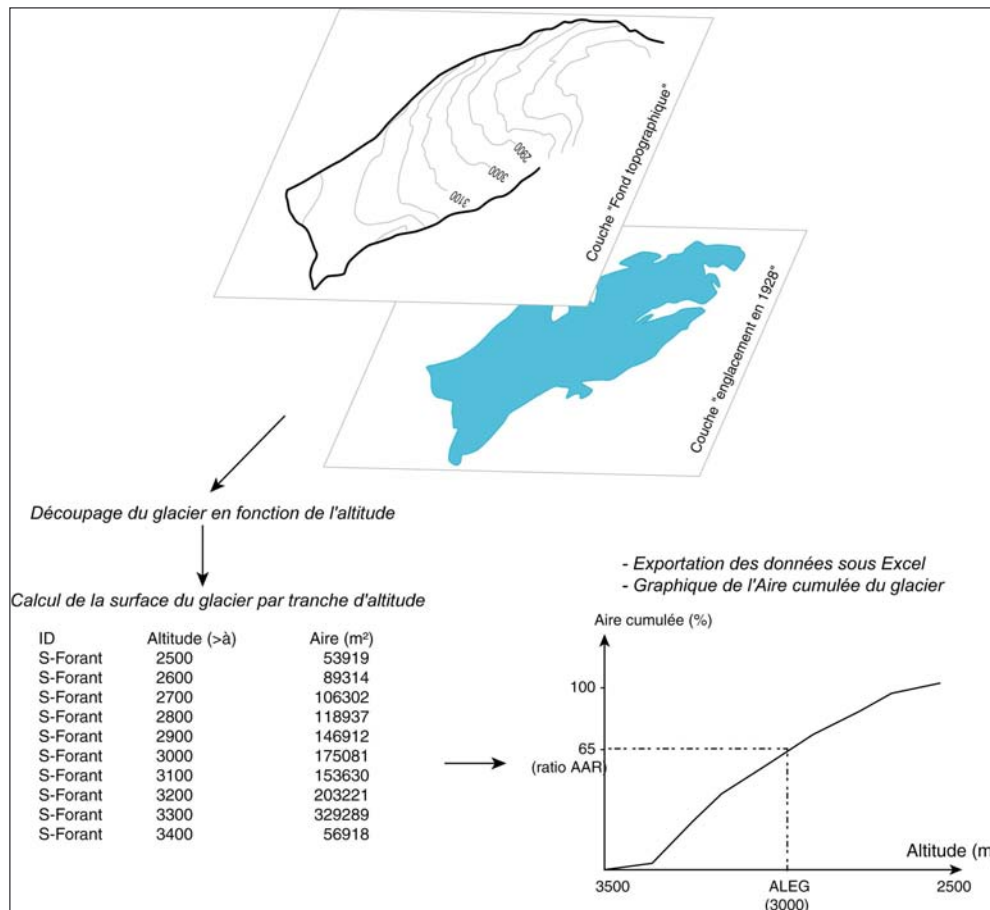 2900
3000
3100
Couche "Fond topographique"
Couche "englacement en 1928"
Découpage du glacier en fonction de l'altitude
Calcul de la surface du glacier par tranche d'altitude
ID Altitude (>à) Aire (m²)
S-Forant 2500 53919
S-Forant 2600 89314
S-Forant 2700 106302
S-Forant 2800 118937
S-Forant 2900 146912
S-Forant 3000 175081
S-Forant 3100 153630
S-Forant 3200 203221
S-Forant 3300 329289
S-Forant 3400 56918
- Exportation des données sous Excel
- Graphique de l'Aire cumulée du glacier
Aire cumulée (%)
100
65
(ratio AAR)
Altitude (m
3500 ALEG 2500
(3000)